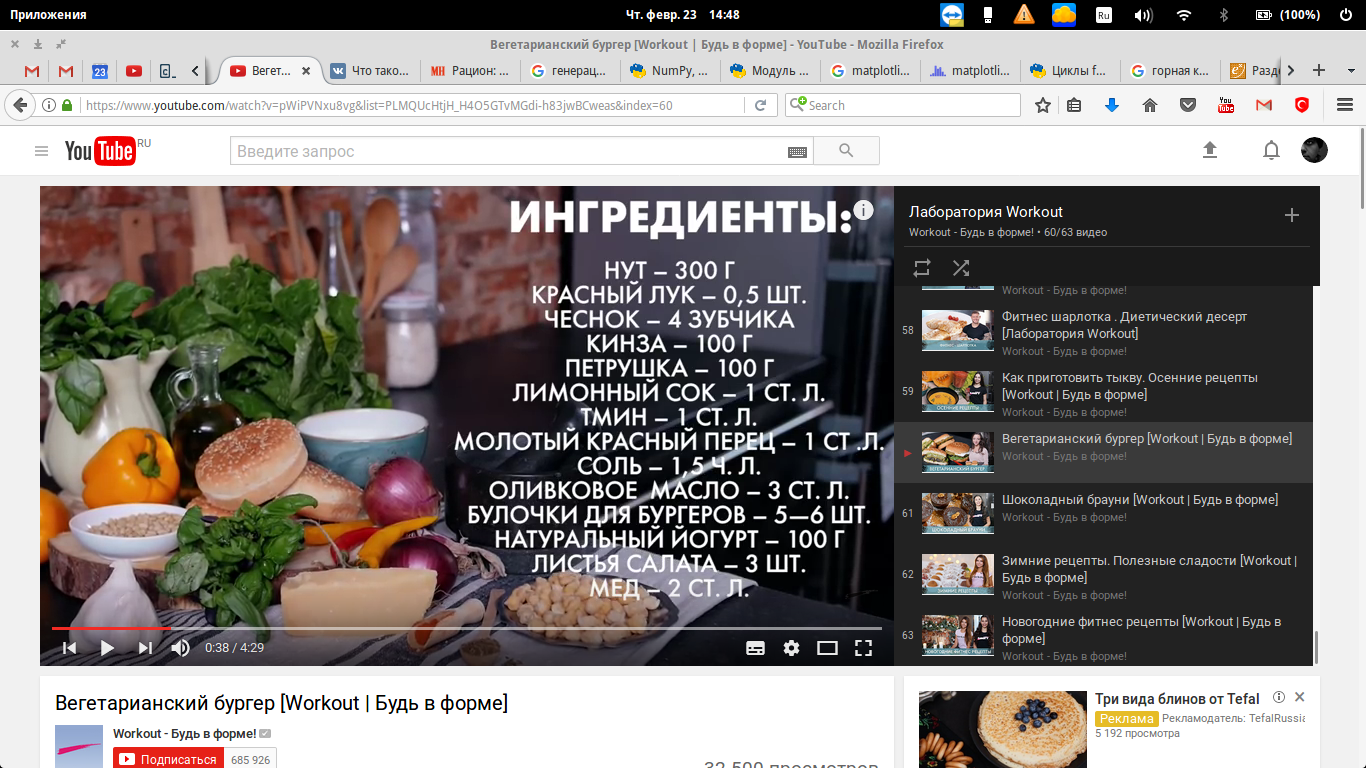 Приложения
Чт. февр. 23 14:48
Ru
(100%)
Вегетарианский бургер [Workout | Будь в форме] - YouTube - Mozilla Firefox
23
Вегет...
Что тако...
МН Рацион: ...
генерац...
NumPy, ...
Модуль ...
matplotli...
matplotli...
Циклы f...
горная к...
Разде
https://www.youtube.com/watch?v=pWiPVNxu8vg&list=PLMQUcHtjH_H4O5GTvMGdi-h83jwBCweas&index=60
Search
YouTube RU
Введите запрос
ИНГРЕДИЕНТЫ:
НУТ – 300 Г
КРАСНЫЙ ЛУК – 0,5 ШТ.
ЧЕСНОК – 4 ЗУБЧИКА
КИНЗА – 100 Г
ПЕТРУШКА – 100 Г
ЛИМОННЫЙ СОК – 1 СТ. Л.
ТМИН – 1 СТ. Л.
МОЛОТЫЙ КРАСНЫЙ ПЕРЕЦ – 1 СТ .Л.
СОЛЬ – 1,5 Ч. Л.
ОЛИВКОВОЕ МАСЛО – 3 СТ. Л.
БУЛОЧКИ ДЛЯ БУРГЕРОВ – 5—6 ШТ.
НАТУРАЛЬНЫЙ ЙОГУРТ – 100 Г
ЛИСТЬЯ САЛАТА – 3 ШТ.
МЕД – 2 СТ. Л.
0:38 / 4:29
Лаборатория Workout
Workout - Будь в форме! • 60/63 видео
Workout - Будь в форме!
58
Фитнес шарлотка . Диетический десерт
[Лаборатория Workout]
Workout - Будь в форме!
59
Как приготовить тыкву. Осенние рецепты
[Workout | Будь в форме]
Workout - Будь в форме!
ОСЕННИЕ РЕЦЕПТЫ
Вегетарианский бургер [Workout | Будь в форме]
Workout - Будь в форме!
ВЕГЕТАРИАНСКИЙ БУРГЕР
61
Шоколадный брауни [Workout | Будь в форме]
Workout - Будь в форме!
ШОКОЛАДНЫЙ БРАУНИ
62
Зимние рецепты. Полезные сладости [Workout |
Будь в форме]
Workout - Будь в форме!
ЗИМНИЕ РЕЦЕПТЫ
63
Новогодние фитнес рецепты [Workout | Будь в
форме]
Workout - Будь в форме!
Вегетарианский бургер [Workout | Будь в форме]
Workout - Будь в форме!
Подписаться 685 926
32 500 просмотров
Три вида блинов от Tefal
Реклама Рекламодатель: TefalRussia
5 192 просмотра